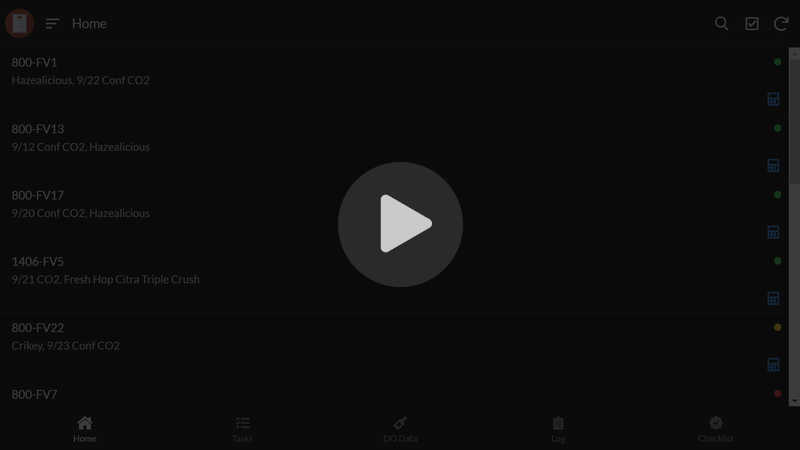 Home
800-FV1
Hazealicious, 9/22 Conf CO2
800-FV13
9/12 Conf CO2, Hazealicious
800-FV17
9/20 Conf CO2, Hazealicious
1406-FV5
9/21 CO2, Fresh Hop Citra Triple Crush
800-FV22
Crikey, 9/23 Conf CO2
800-FV7
Home Tasks DO Data Log Checklist